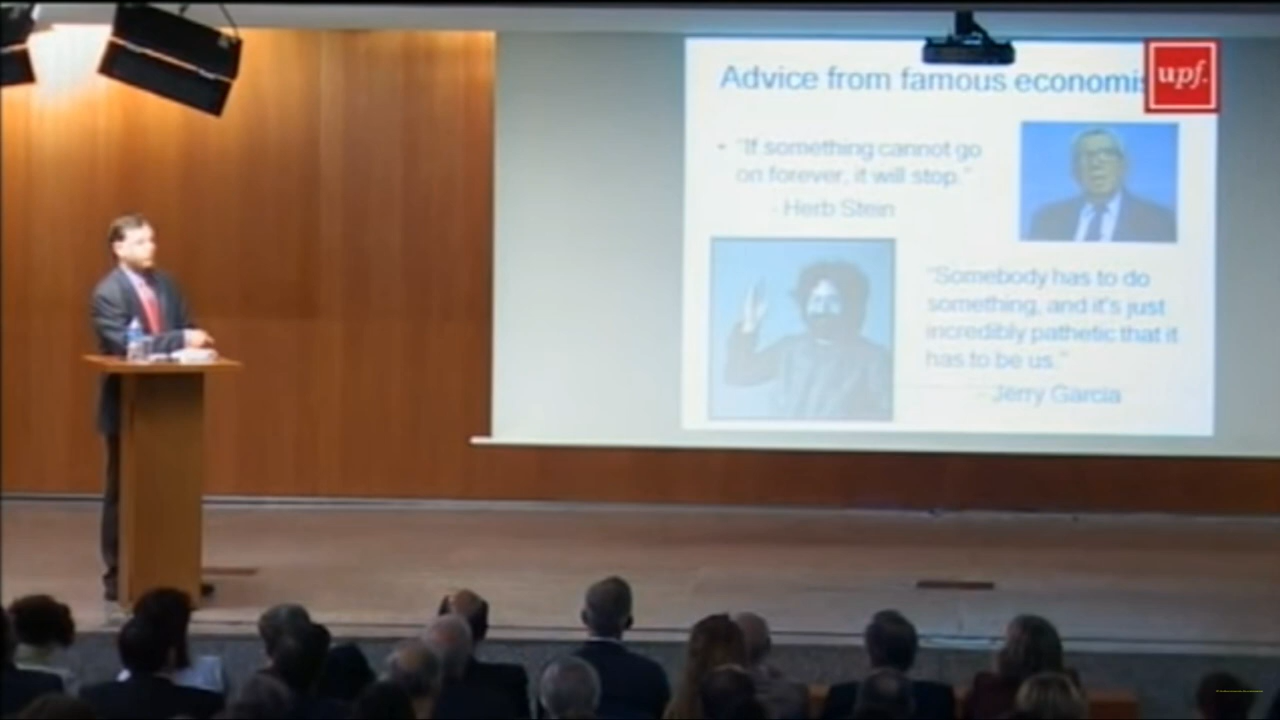 Advice from famous economis
upf.
• "If something cannot go
on forever, it will stop."
- Herb Stein
"Somebody has to do
something, and it's just
incredibly pathetic that it
has to be us."
- Jerry Garcia